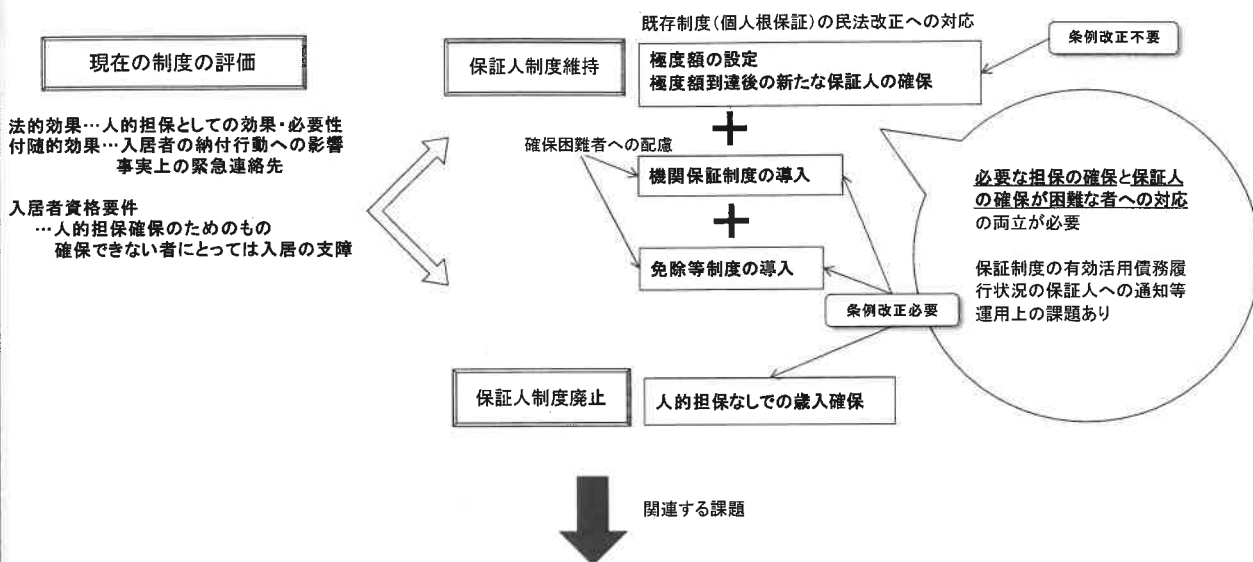 既存制度(個人根保証)の民法改正への対応
条例改正不要
現在の制度の評価
保証人制度維持
極度額の設定
極度額到達後の新たな保証人の確保
法的効果…人的担保としての効果・必要性
付随的効果…入居者の納付行動への影響
事実上の緊急連絡先
確保困難者への配慮
機関保証制度の導入
入居者資格要件
…人的担保確保のためのもの
確保できない者にとっては入居の支障
免除等制度の導入
条例改正必要
必要な担保の確保と保証人
の確保が困難な者への対応
の両立が必要
保証制度の有効活用債務履
行状況の保証人への通知等
運用上の課題あり
保証人制度廃止
人的担保なしでの歳入確保
関連する課題